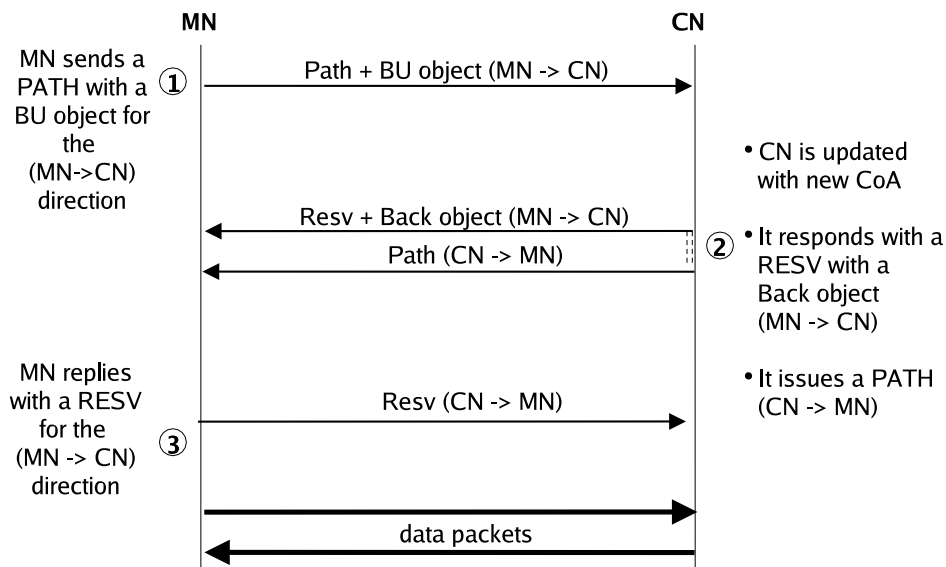 MN
CN
MN sends a
PATH with a
BU object for
the
(MN->CN)
direction
1
Path + BU object (MN -> CN)
• CN is updated
with new CoA
Resv + Back object (MN -> CN)
Path (CN -> MN)
2
• It responds with a
RESV with a
Back object
(MN -> CN)
• It issues a PATH
(CN -> MN)
MN replies
with a RESV
for the
(MN -> CN)
direction
3
Resv (CN -> MN)
data packets